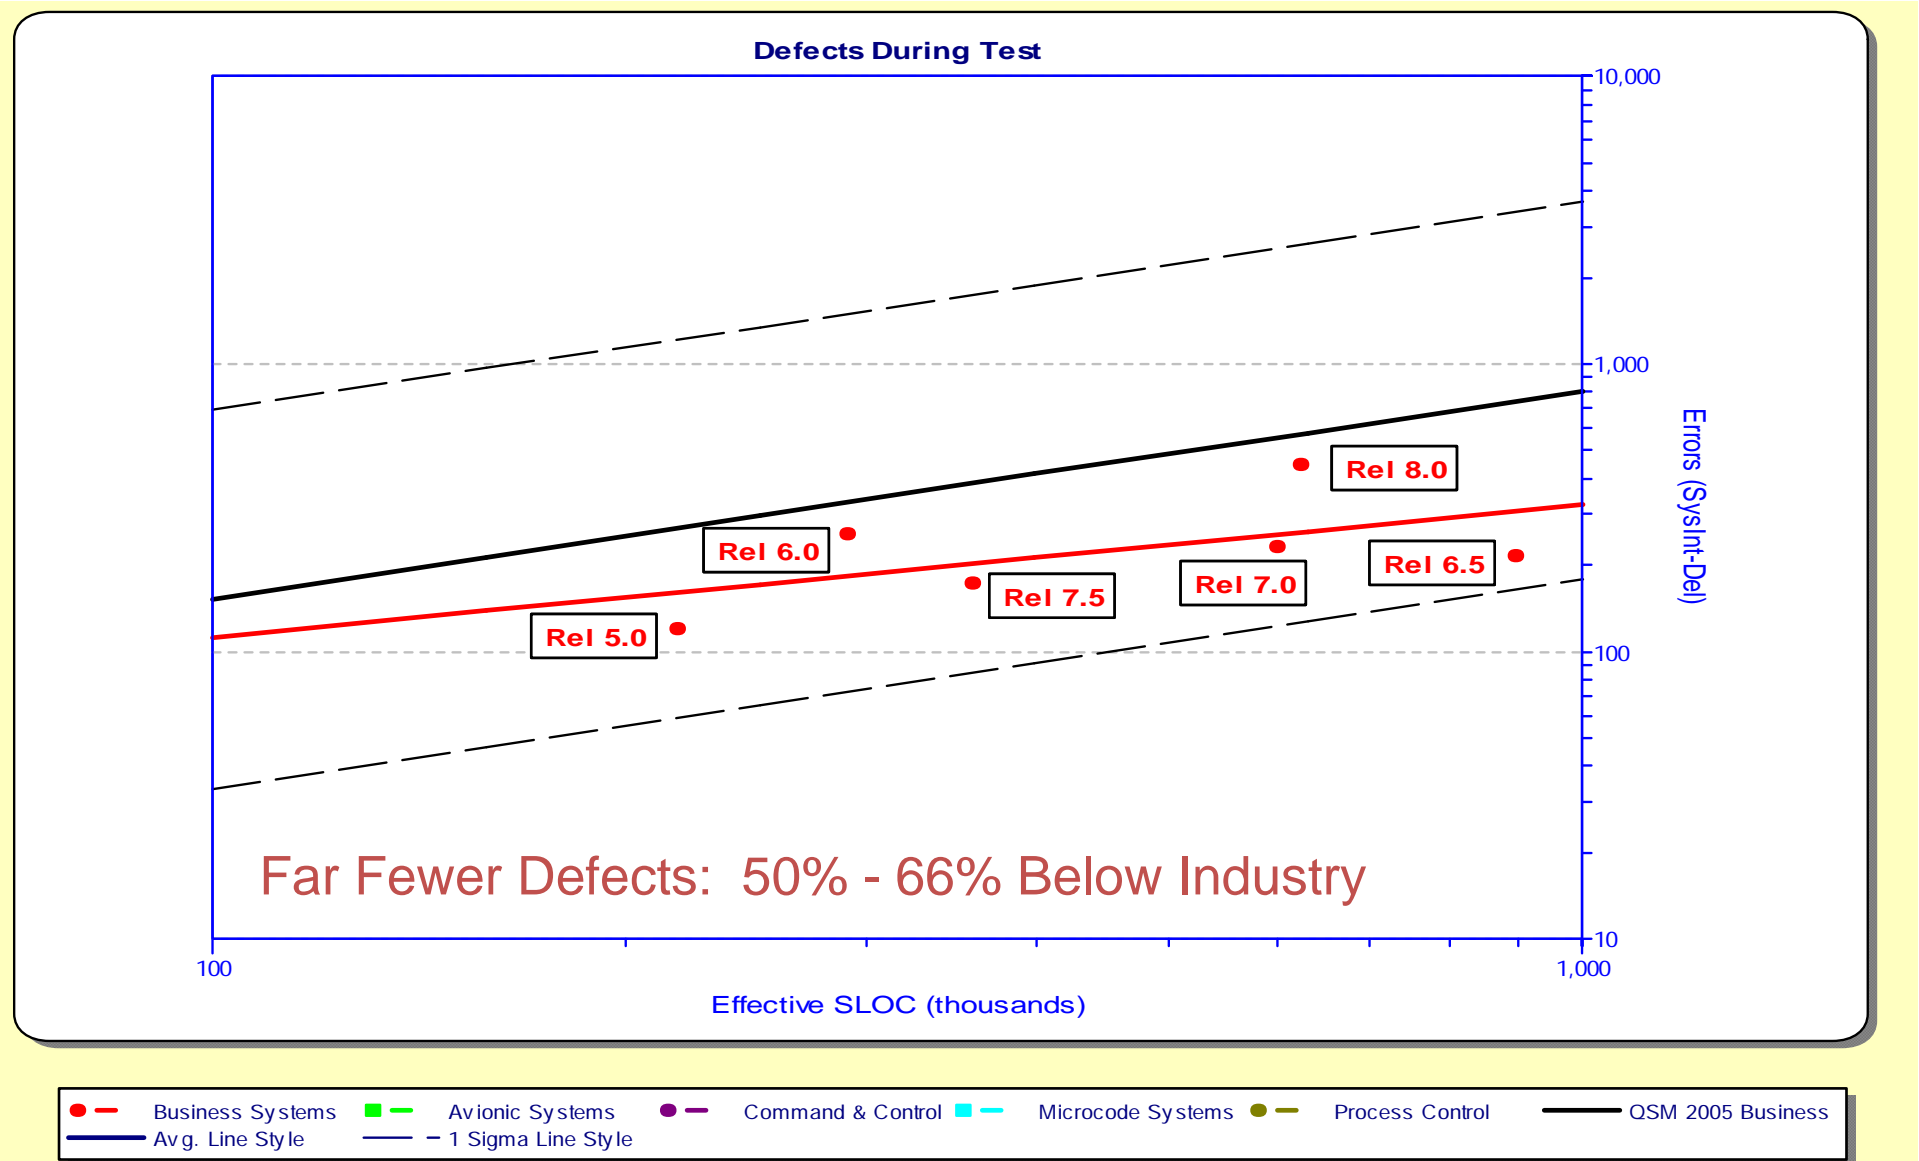 Defects During Test
10,000
1,000
100
10
Errors (SysInt-Del)
Rel 8.0
Rel 6.0
Rel 6.5
Rel 7.0
Rel 7.5
Rel 5.0
Far Fewer Defects: 50% - 66% Below Industry
100
1,000
Effective SLOC (thousands)
Business Systems
Avionic Systems
Command & Control
Microcode Systems
Process Control
QSM 2005 Business
Avg. Line Style
1 Sigma Line Style